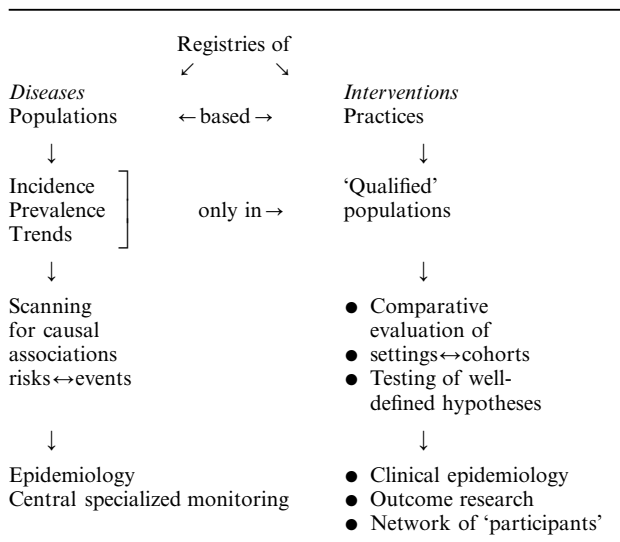 Registries of
↙ ↘
Diseases Interventions
Populations ←based→ Practices
↓ ↓
Incidence ‘Qualified’
Prevalence only in→ populations
Trends
↓ ↓
Scanning ● Comparative
for causal evaluation of
associations ● settings↔cohorts
risks↔events ● Testing of well-
defined hypotheses
↓ ↓
Epidemiology ● Clinical epidemiology
Central specialized monitoring ● Outcome research
● Network of ‘participants’